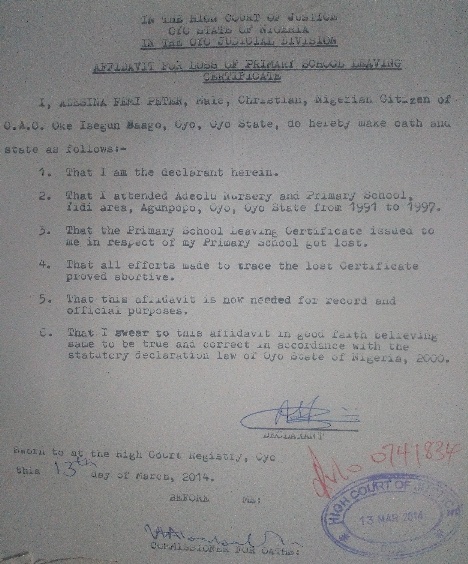 IN THE HIGH COURT OF JUSTICE
OYO STATE OF NIGERIA
IN THE OYO JUDICIAL DIVISION
AFFIDAVIT FOR LOSS OF PRIMARY SCHOOL LEAVING
CERTIFICATE
I, ALESINA FEMI PETER, Male, Christian, Nigerian Citizen of
C.A.C. Oke Isegun Saago, Oyo, Oyo State, do hereby make oath and
state as follows:-
1. That I am the declarant herein.
2. That I attended Adeolu Nursery and Primary School,
Fidi area, Agunpopo, Oyo, Oyo State from 1991 to 1997.
3. That the Primary School Leaving Certificate issued to
me in respect of my Primary School got lost.
4. That all efforts made to trace the lost Certificate
proved abortive.
5. That this affidavit is now needed for record and
official purposes.
6. That I swear to this affidavit in good faith believing
same to be true and correct in accordance with the
statutory declaration law of Oyo State of Nigeria, 2000.
DECLARANT
Sworn to at the High Court Registry, Oyo
this 13th day of March, 2014.
0741834
BEFORE ME:
HIGH COURT OF
13 MAR 2014
COMMISSIONER FOR OATHS: